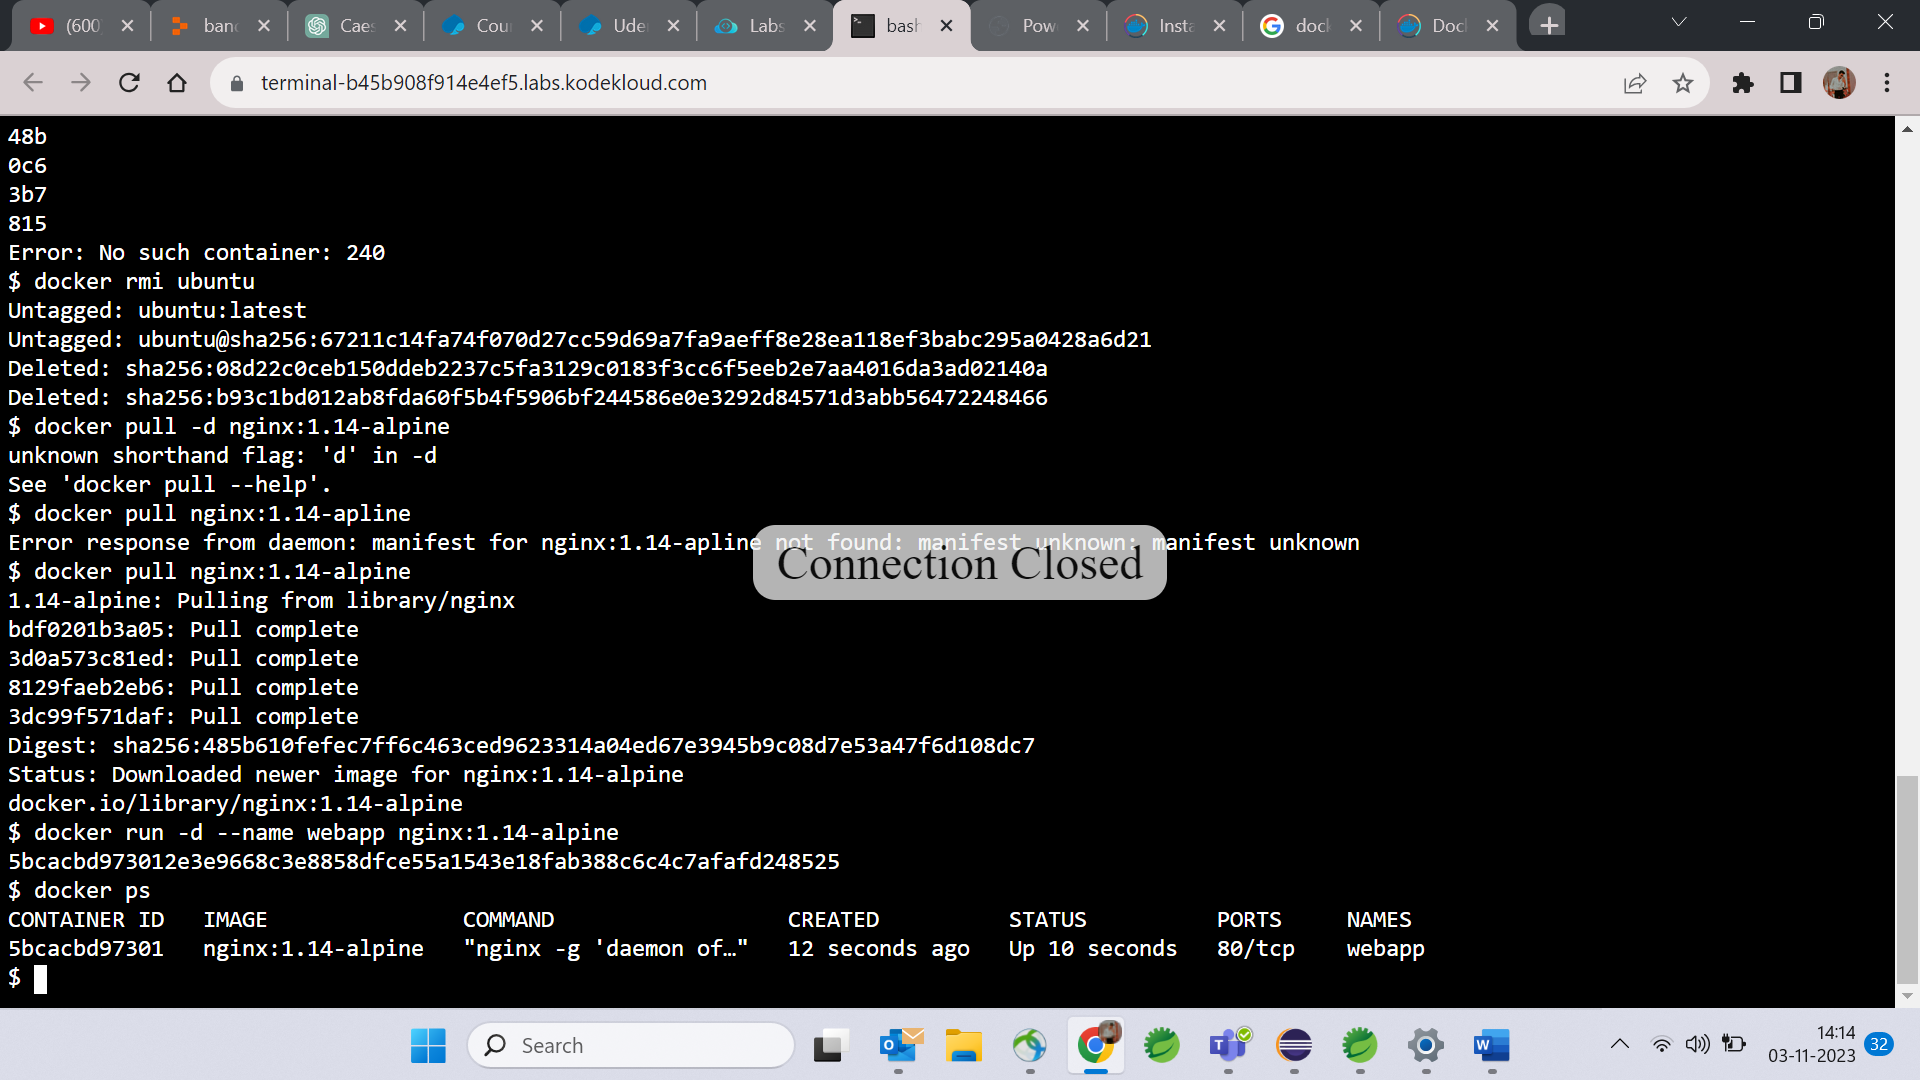 (600
banc
Caes
Cou
Ude
Labs
bash
Pow
Insta
dock
Docl
terminal-b45b908f914e4ef5.labs.kodekloud.com
48b
0c6
3b7
815
Error: No such container: 240
$ docker rmi ubuntu
Untagged: ubuntu:latest
Untagged: ubuntu@sha256:67211c14fa74f070d27cc59d69a7fa9aeff8e28ea118ef3babc295a0428a6d21
Deleted: sha256:08d22c0ceb150ddeb2237c5fa3129c0183f3cc6f5eeb2e7aa4016da3ad02140a
Deleted: sha256:b93c1bd012ab8fda60f5b4f5906bf244586e0e3292d84571d3abb56472248466
$ docker pull -d nginx:1.14-alpine
unknown shorthand flag: 'd' in -d
See 'docker pull --help'.
$ docker pull nginx:1.14-apline
Error response from daemon: manifest for nginx:1.14-apline not found: manifest unknown: manifest unknown
Connection Closed
$ docker pull nginx:1.14-alpine
1.14-alpine: Pulling from library/nginx
bdf0201b3a05: Pull complete
3d0a573c81ed: Pull complete
8129faeb2eb6: Pull complete
3dc99f571daf: Pull complete
Digest: sha256:485b610fefec7ff6c463ced9623314a04ed67e3945b9c08d7e53a47f6d108dc7
Status: Downloaded newer image for nginx:1.14-alpine
docker.io/library/nginx:1.14-alpine
$ docker run -d --name webapp nginx:1.14-alpine
5bcacbd973012e3e9668c3e8858dfce55a1543e18fab388c6c4c7afafd248525
$ docker ps
CONTAINER ID IMAGE COMMAND CREATED STATUS PORTS NAMES
5bcacbd97301 nginx:1.14-alpine "nginx -g 'daemon of…" 12 seconds ago Up 10 seconds 80/tcp webapp
$
Search
14:14
03-11-2023
32